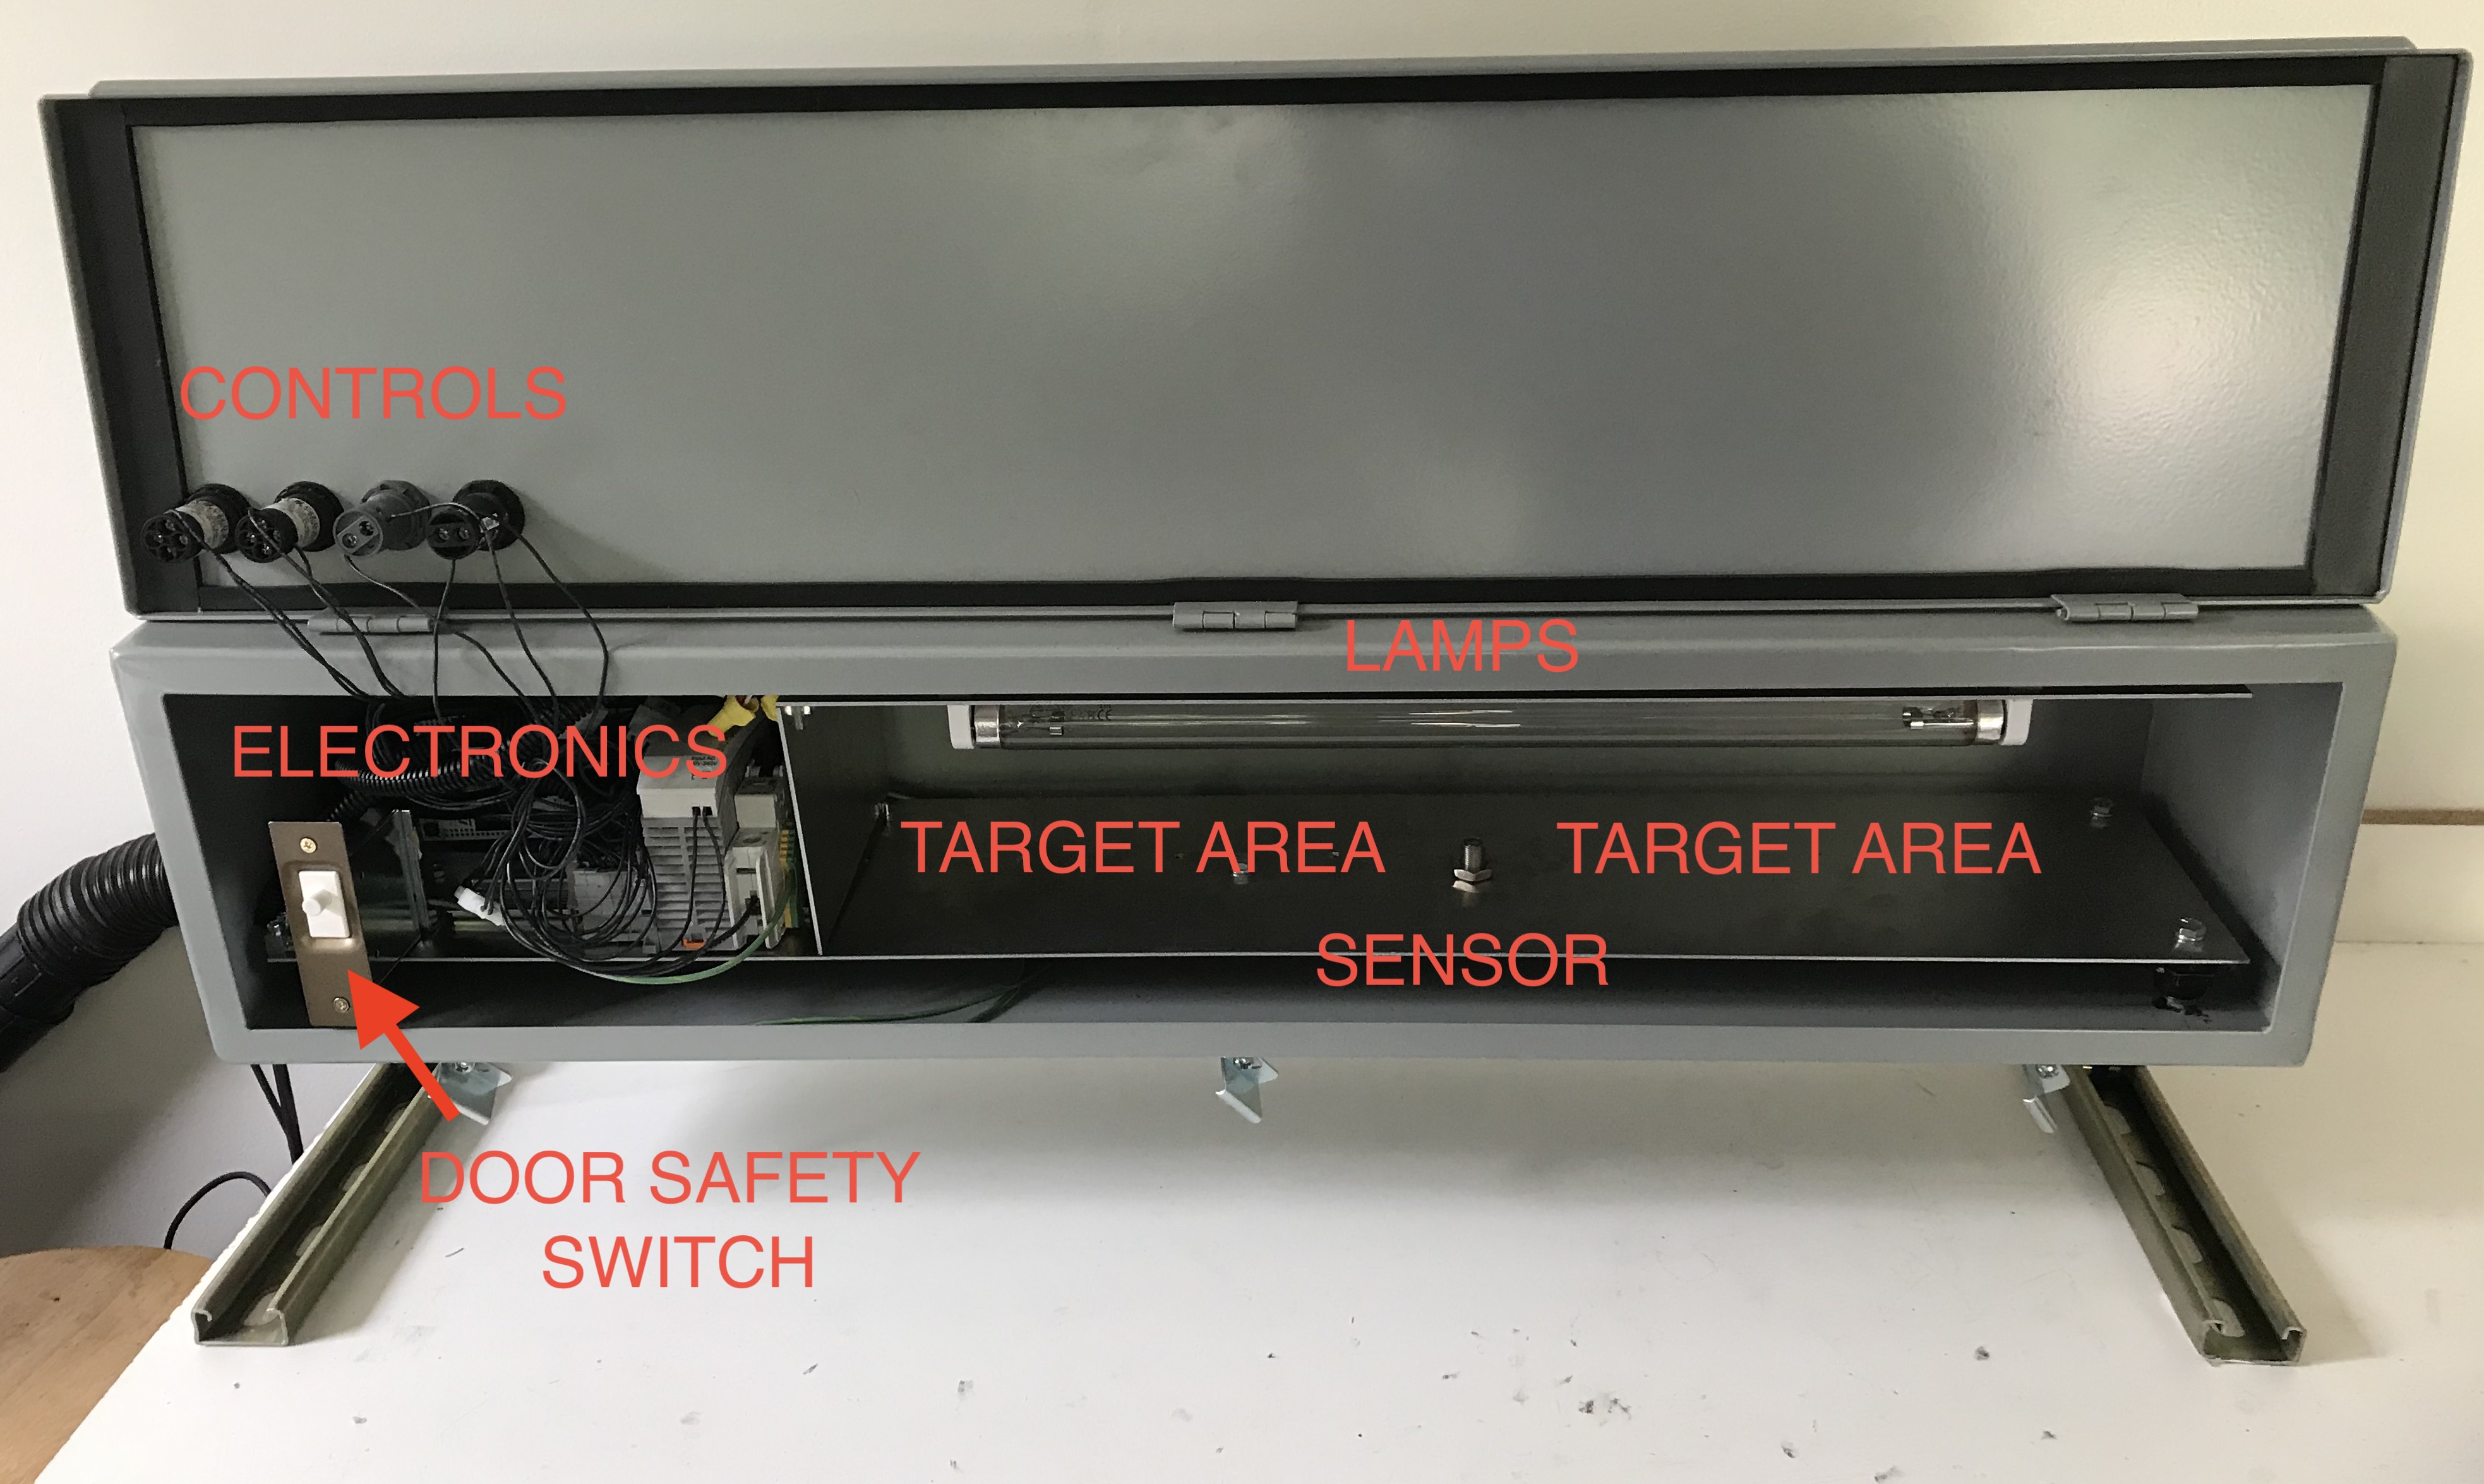 CONTROLS
LAMPS
ELECTRONICS
TARGET AREA
TARGET AREA
SENSOR
DOOR SAFETY
SWITCH